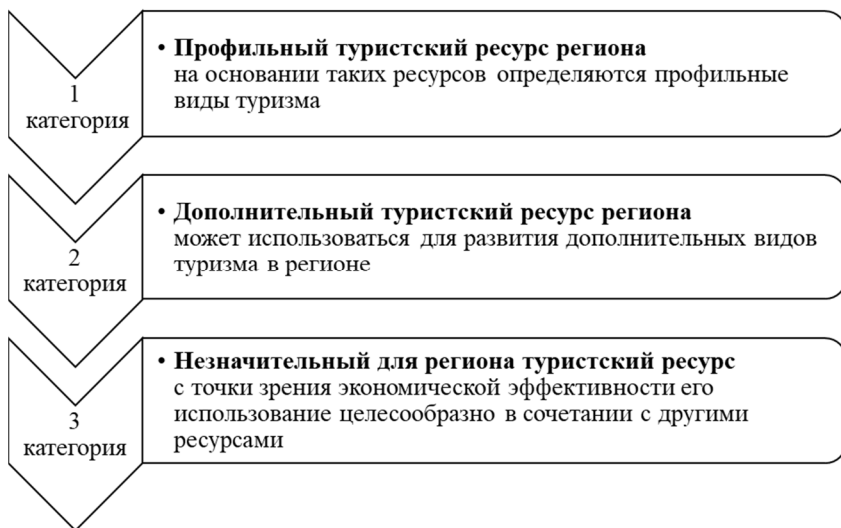 1
категория
• Профильный туристский ресурс региона
на основании таких ресурсов определяются профильные
виды туризма
2
категория
• Дополнительный туристский ресурс региона
может использоваться для развития дополнительных видов
туризма в регионе
3
категория
• Незначительный для региона туристский ресурс
с точки зрения экономической эффективности его
использование целесообразно в сочетании с другими
ресурсами